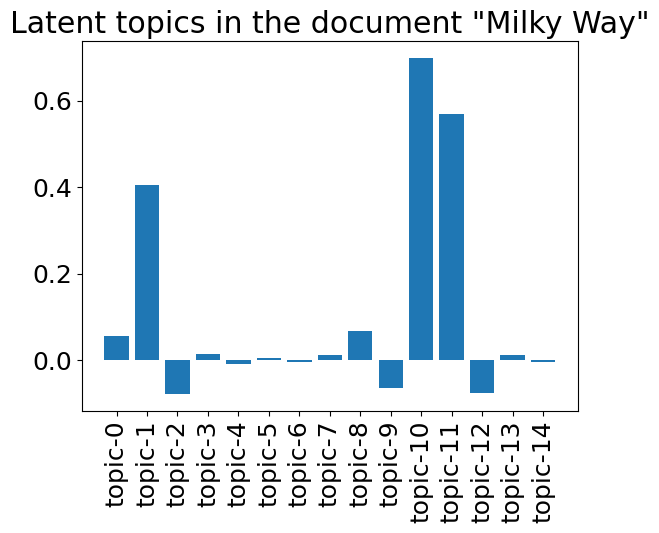 Latent topics in the document "Milky Way"
0.6
0.4
0.2
0.0
topic-0
topic-1
topic-2
topic-3
topic-4
topic-5
topic-6
topic-7
topic-8
topic-9
topic-10
topic-11
topic-12
topic-13
topic-14